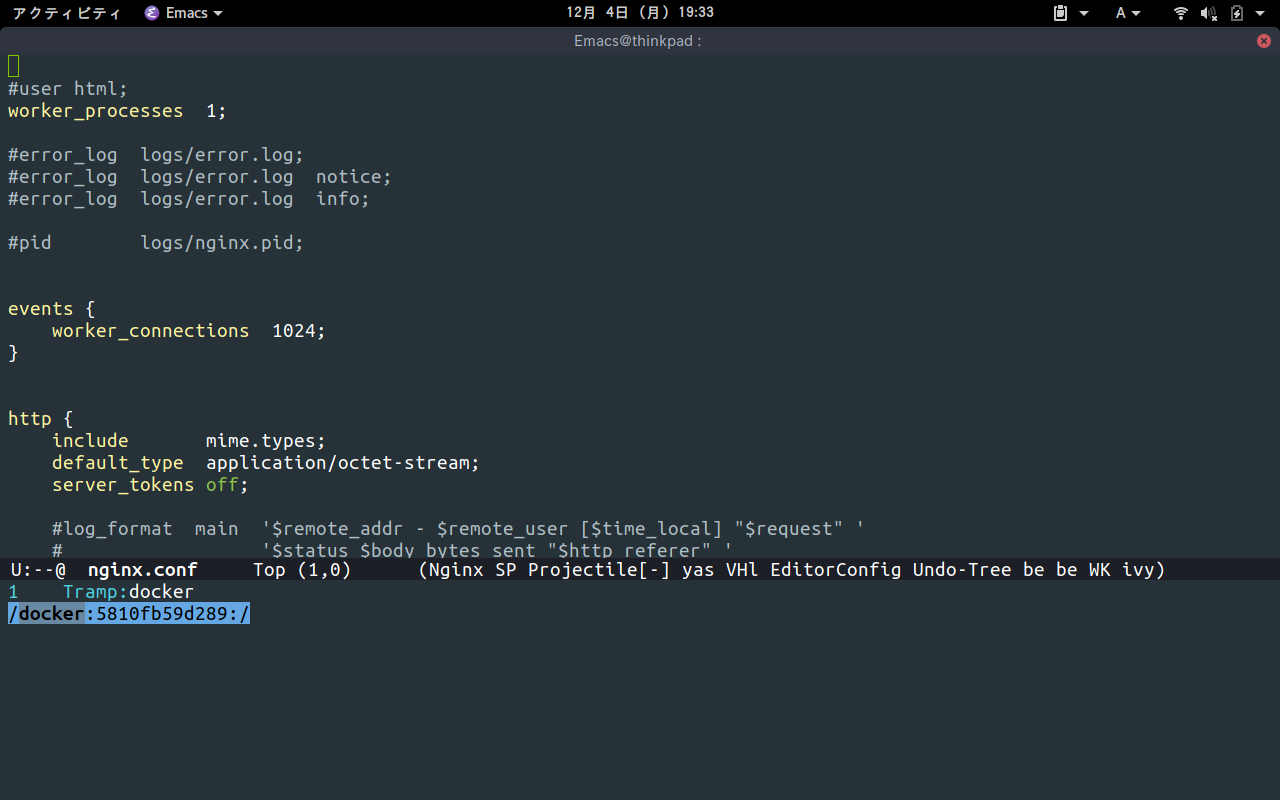 アクティビティ Emacs 12月 4日 (月) 19:33 A
Emacs@thinkpad :
#user html;
worker_processes  1;
#error_log  logs/error.log;
#error_log  logs/error.log  notice;
#error_log  logs/error.log  info;
#pid        logs/nginx.pid;
events {
    worker_connections  1024;
}
http {
    include       mime.types;
    default_type  application/octet-stream;
    server_tokens off;
    #log_format  main  '$remote_addr - $remote_user [$time_local] "$request" '
    #                  '$status $body_bytes_sent "$http_referer" '
U:--@  nginx.conf     Top (1,0)      (Nginx SP Projectile[-] yas VHl EditorConfig Undo-Tree be be WK ivy)
1    Tramp:docker
/docker:5810fb59d289:/